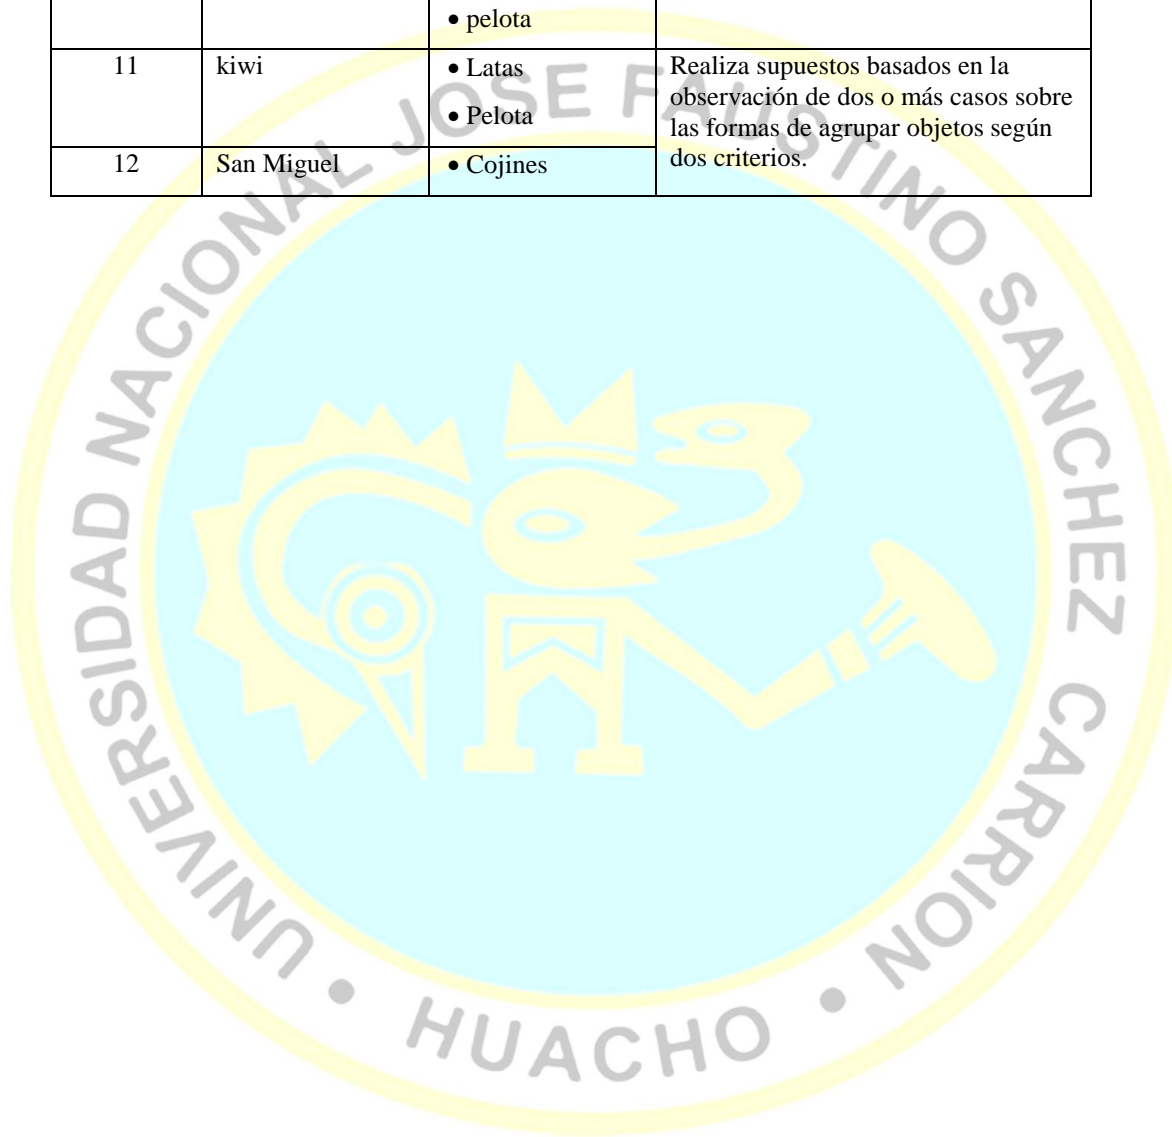 • pelota
11 kiwi • Latas Realiza supuestos basados en la
• Pelota observación de dos o más casos sobre
las formas de agrupar objetos según
12 San Miguel • Cojines dos criterios.
UNIVERSIDAD NACIONAL JOSE FAUSTINO SANCHEZ CARRION • HUACHO •